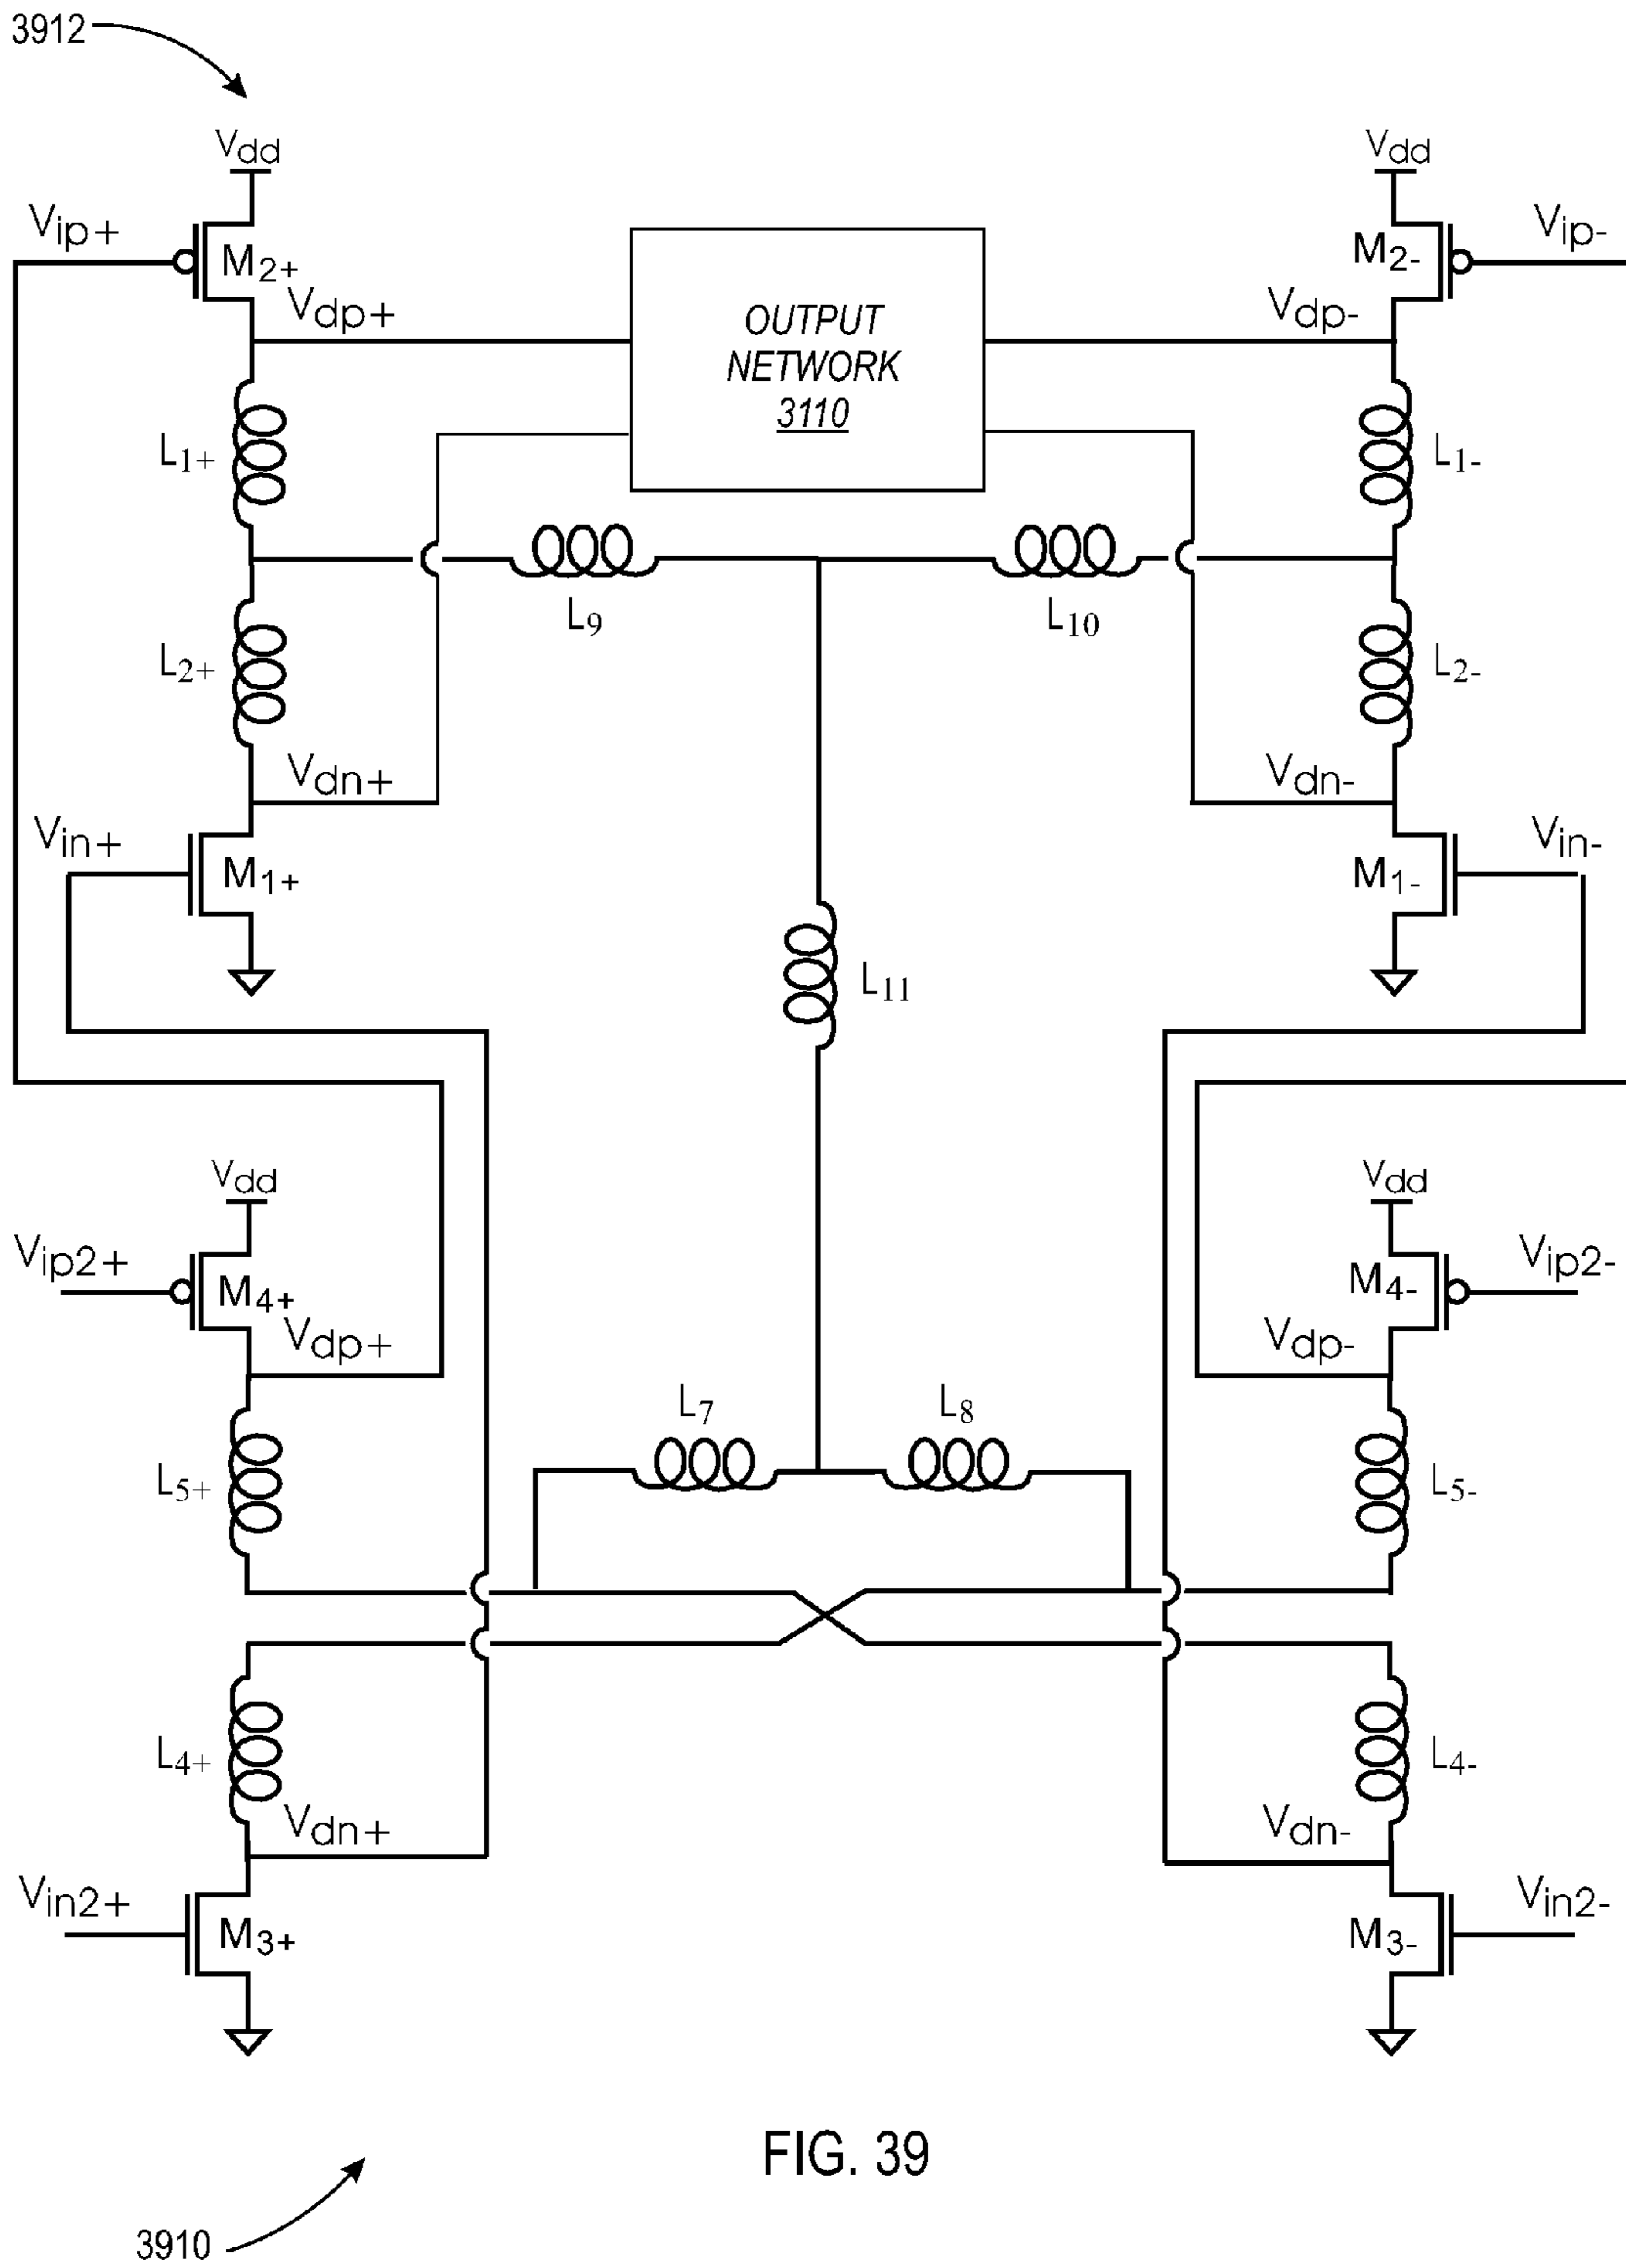 3912
Vdd
Vdd
Vip+
Vip-
M2+
M2-
Vdp+
Vdp-
OUTPUT
NETWORK
3110
L1+
L1-
L9
L10
L2+
L2-
Vdn+
Vdn-
Vin+
Vin-
M1+
M1-
L11
Vdd
Vdd
Vip2+
Vip2-
M4+
M4-
Vdp+
Vdp-
L7
L8
L5+
L5-
L4+
L4-
Vdn+
Vdn-
Vin2+
Vin2-
M3+
M3-
FIG. 39
3910